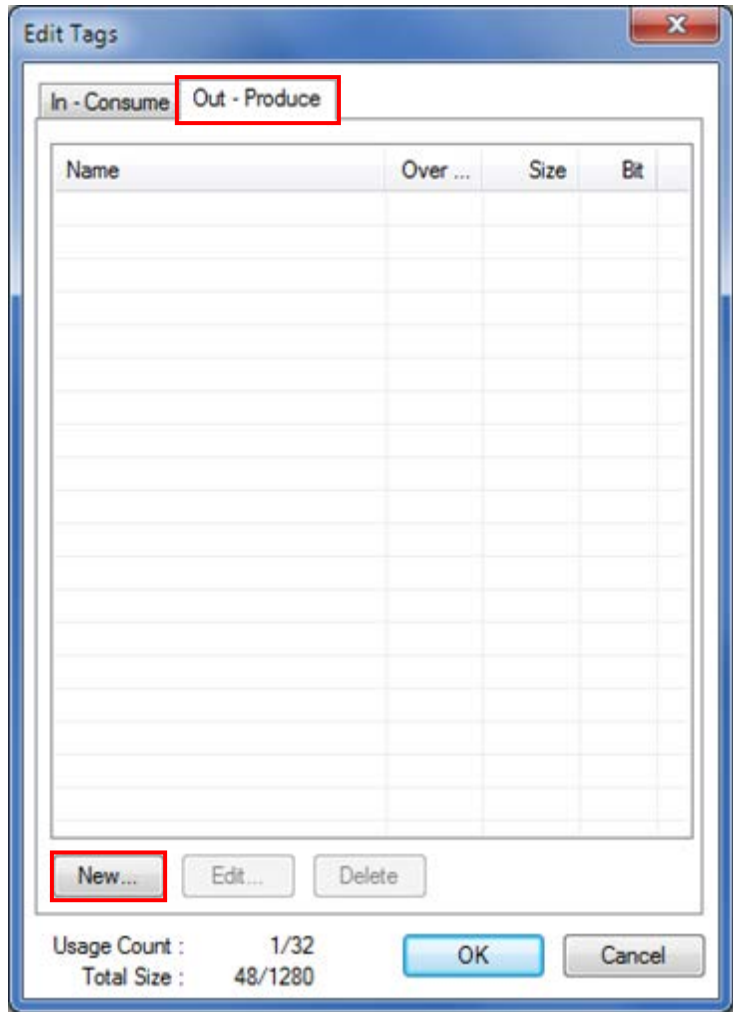 Edit Tags
In - Consume Out - Produce
Name Over ... Size Bit
New... Edit... Delete
Usage Count : 1/32
Total Size : 48/1280
OK Cancel